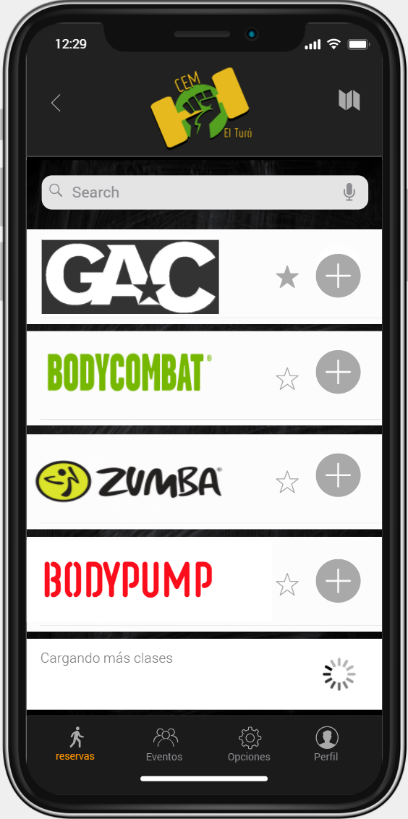 12:29
CEM
El Turó
Search
GAC
BODYCOMBAT®
ZUMBA®
BODYPUMP
Cargando más clases
reservas
Eventos
Opciones
Perfil